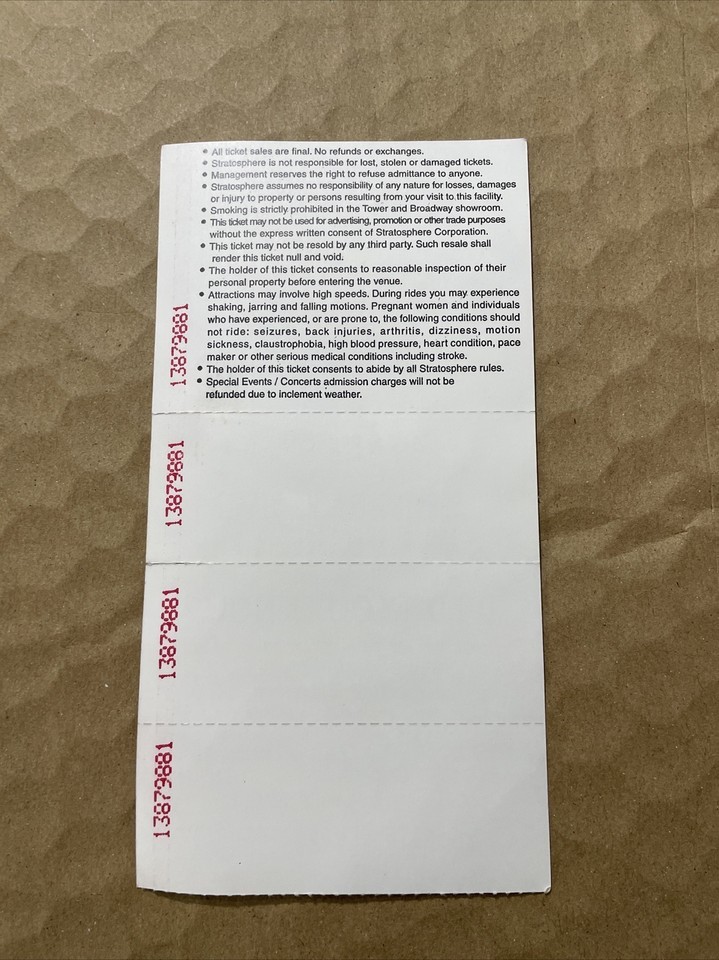 • All ticket sales are final. No refunds or exchanges.
• Stratosphere is not responsible for lost, stolen or damaged tickets.
• Management reserves the right to refuse admittance to anyone.
• Stratosphere assumes no responsibility of any nature for losses, damages
or injury to property or persons resulting from your visit to this facility.
• Smoking is strictly prohibited in the Tower and Broadway showroom.
• This ticket may not be used for advertising, promotion or other trade purposes
without the express written consent of Stratosphere Corporation.
• This ticket may not be resold by any third party. Such resale shall
render this ticket null and void.
• The holder of this ticket consents to reasonable inspection of their
personal property before entering the venue.
• Attractions may involve high speeds. During rides you may experience
shaking, jarring and falling motions. Pregnant women and individuals
who have experienced, or are prone to, the following conditions should
not ride: seizures, back injuries, arthritis, dizziness, motion
sickness, claustrophobia, high blood pressure, heart condition, pace
maker or other serious medical conditions including stroke.
• The holder of this ticket consents to abide by all Stratosphere rules.
• Special Events / Concerts admission charges will not be
refunded due to inclement weather.
13879881
13879881
13879881
13879881